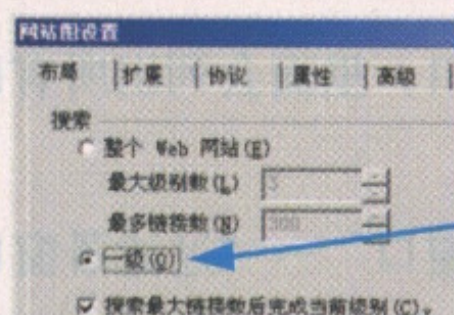 网站图设置
布局 扩展 协议 属性 高级
搜索
整个 Web 网站(E)
最大级别数(L) 3
最多链接数(N) 300
一级(O)
搜索最大链接数后完成当前级别(C)。